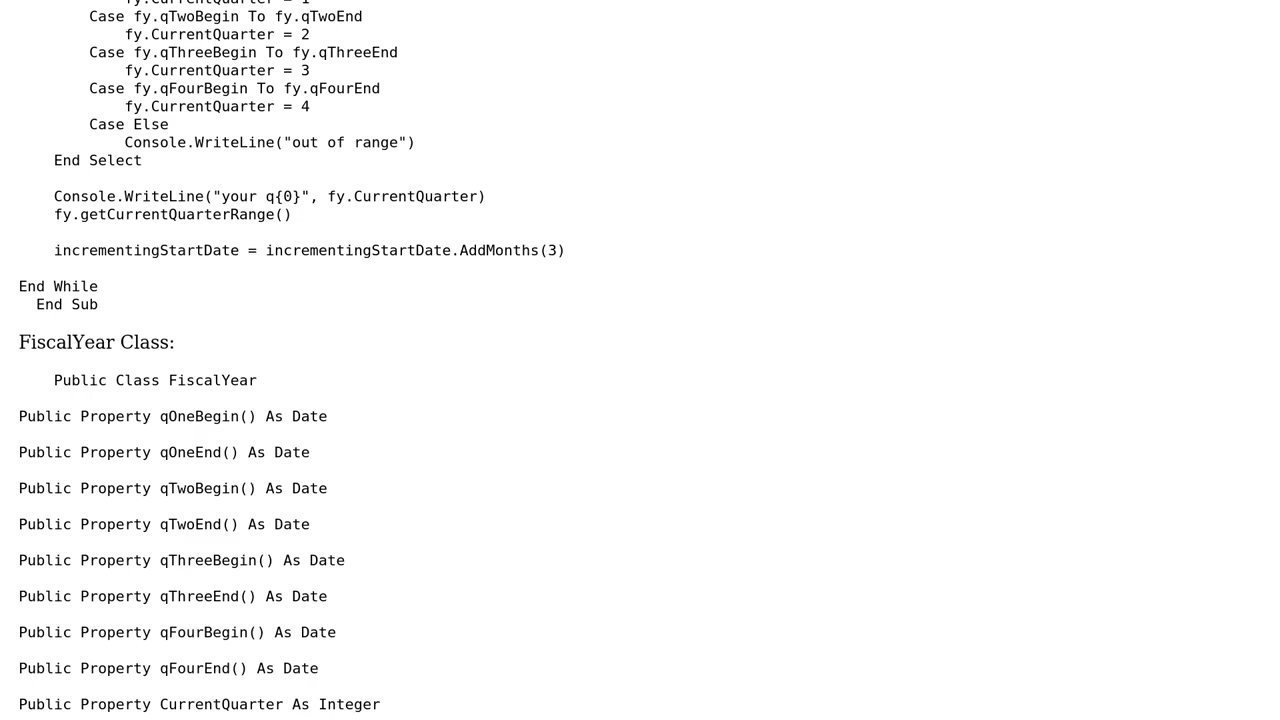 fy.CurrentQuarter = 1
Case fy.qTwoBegin To fy.qTwoEnd
fy.CurrentQuarter = 2
Case fy.qThreeBegin To fy.qThreeEnd
fy.CurrentQuarter = 3
Case fy.qFourBegin To fy.qFourEnd
fy.CurrentQuarter = 4
Case Else
Console.WriteLine("out of range")
End Select
Console.WriteLine("your q{0}", fy.CurrentQuarter)
fy.getCurrentQuarterRange()
incrementingStartDate = incrementingStartDate.AddMonths(3)
End While
End Sub
FiscalYear Class:
Public Class FiscalYear
Public Property qOneBegin() As Date
Public Property qOneEnd() As Date
Public Property qTwoBegin() As Date
Public Property qTwoEnd() As Date
Public Property qThreeBegin() As Date
Public Property qThreeEnd() As Date
Public Property qFourBegin() As Date
Public Property qFourEnd() As Date
Public Property CurrentQuarter As Integer